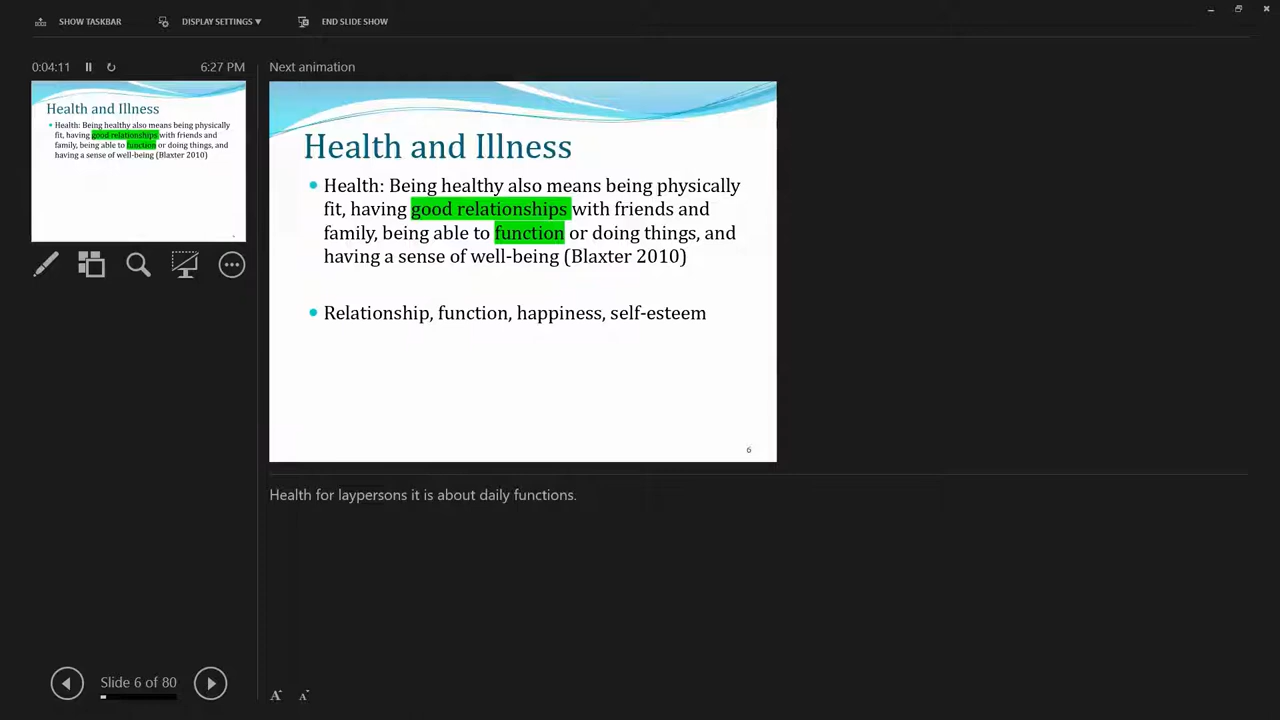 SHOW TASKBAR
DISPLAY SETTINGS ▼
END SLIDE SHOW
0:04:11
6:27 PM
Health and Illness
Health: Being healthy also means being physically
fit, having good relationships with friends and
family, being able to function or doing things, and
having a sense of well-being (Blaxter 2010)
Next animation
Health and Illness
Health: Being healthy also means being physically
fit, having good relationships with friends and
family, being able to function or doing things, and
having a sense of well-being (Blaxter 2010)
Relationship, function, happiness, self-esteem
6
Health for laypersons it is about daily functions.
Slide 6 of 80
A
A